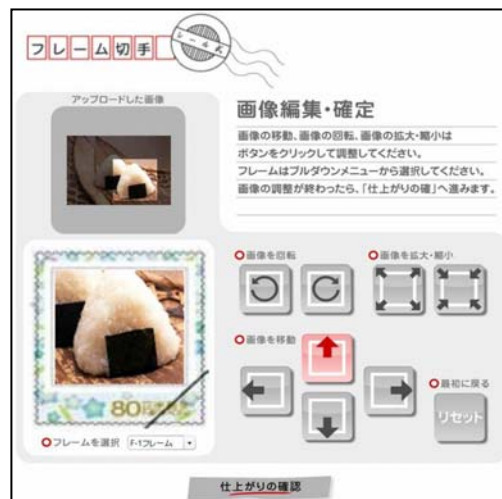 フレーム切手
シール式
アップロードした画像
画像編集・確定
画像の移動、画像の回転、画像の拡大・縮小は
ボタンをクリックして調整してください。
フレームはプルダウンメニューから選択してください。
画像の調整が終わったら、「仕上がりの確」へ進みます。
画像を回転
画像を拡大・縮小
画像を移動
最初に戻る
リセット
80
フレームを選択 F-1フレーム
仕上がりの確認